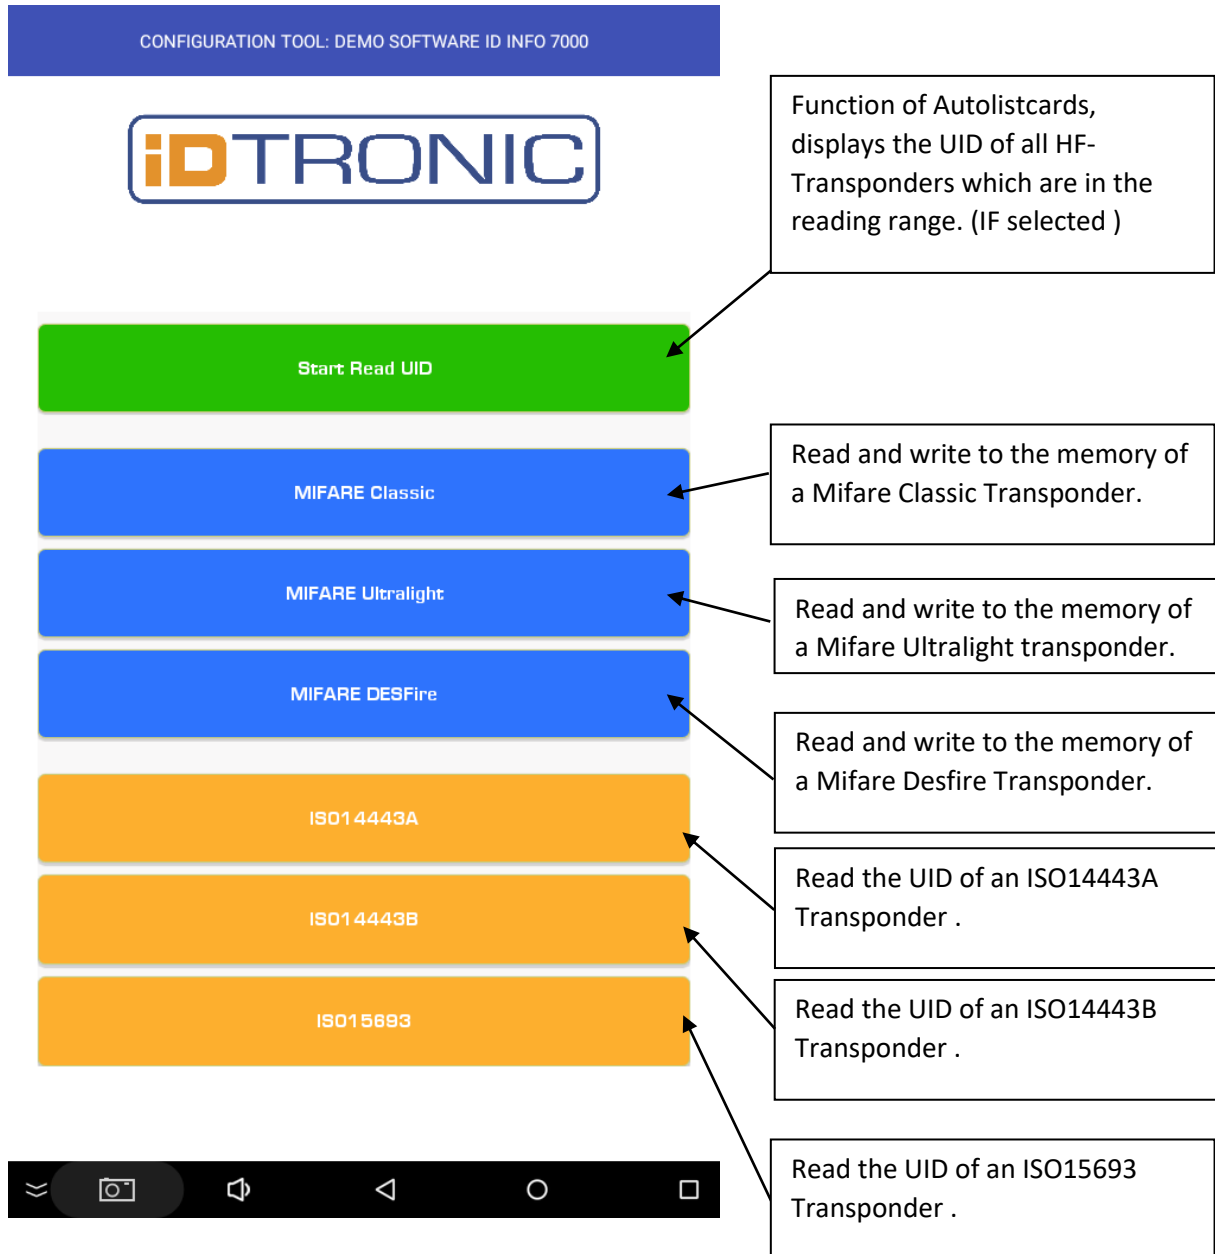 CONFIGURATION TOOL: DEMO SOFTWARE ID INFO 7000
iDTRONIC
Function of Autolistcards,
displays the UID of all HF-
Transponders which are in the
reading range. (IF selected )
Start Read UID
MIFARE Classic
Read and write to the memory of
a Mifare Classic Transponder.
MIFARE Ultralight
Read and write to the memory of
a Mifare Ultralight transponder.
MIFARE DESFire
Read and write to the memory of
a Mifare Desfire Transponder.
ISO14443A
Read the UID of an ISO14443A
Transponder .
ISO14443B
Read the UID of an ISO14443B
Transponder .
ISO15693
Read the UID of an ISO15693
Transponder .